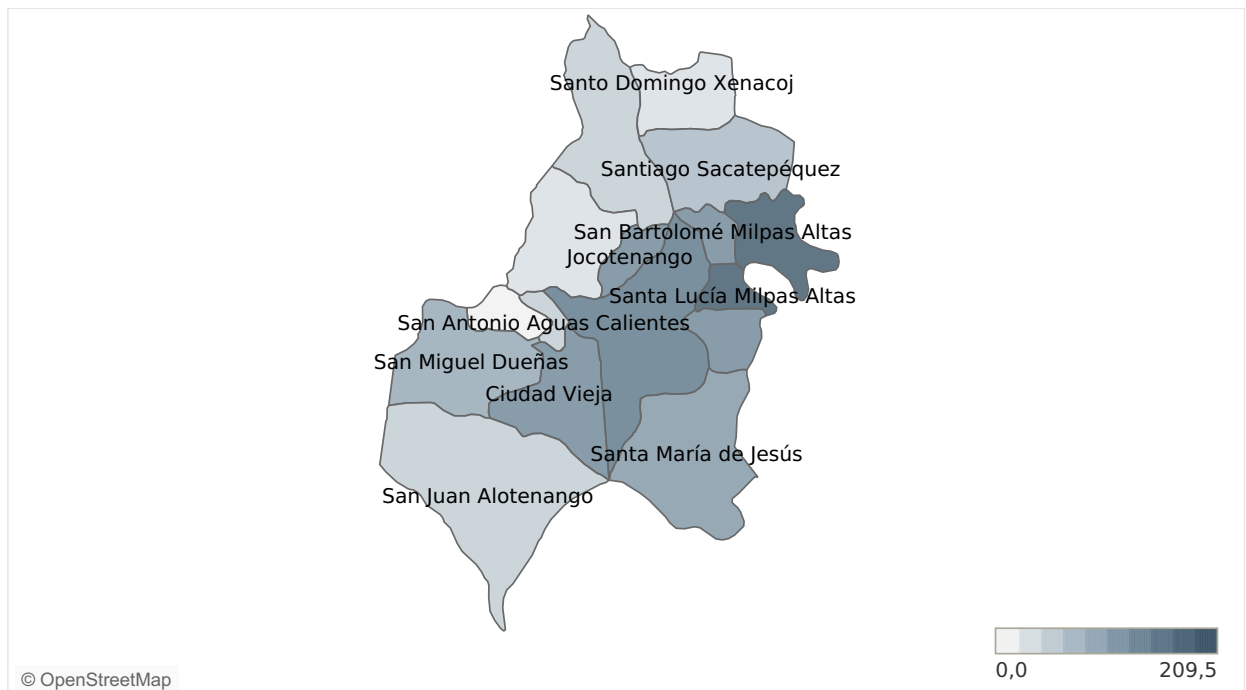 Santo Domingo Xenacoj
Santiago Sacatepéquez
San Bartolomé Milpas Altas
Jocotenango
Santa Lucía Milpas Altas
San Antonio Aguas Calientes
San Miguel Dueñas
Ciudad Vieja
Santa María de Jesús
San Juan Alotenango
0,0 209,5
© OpenStreetMap